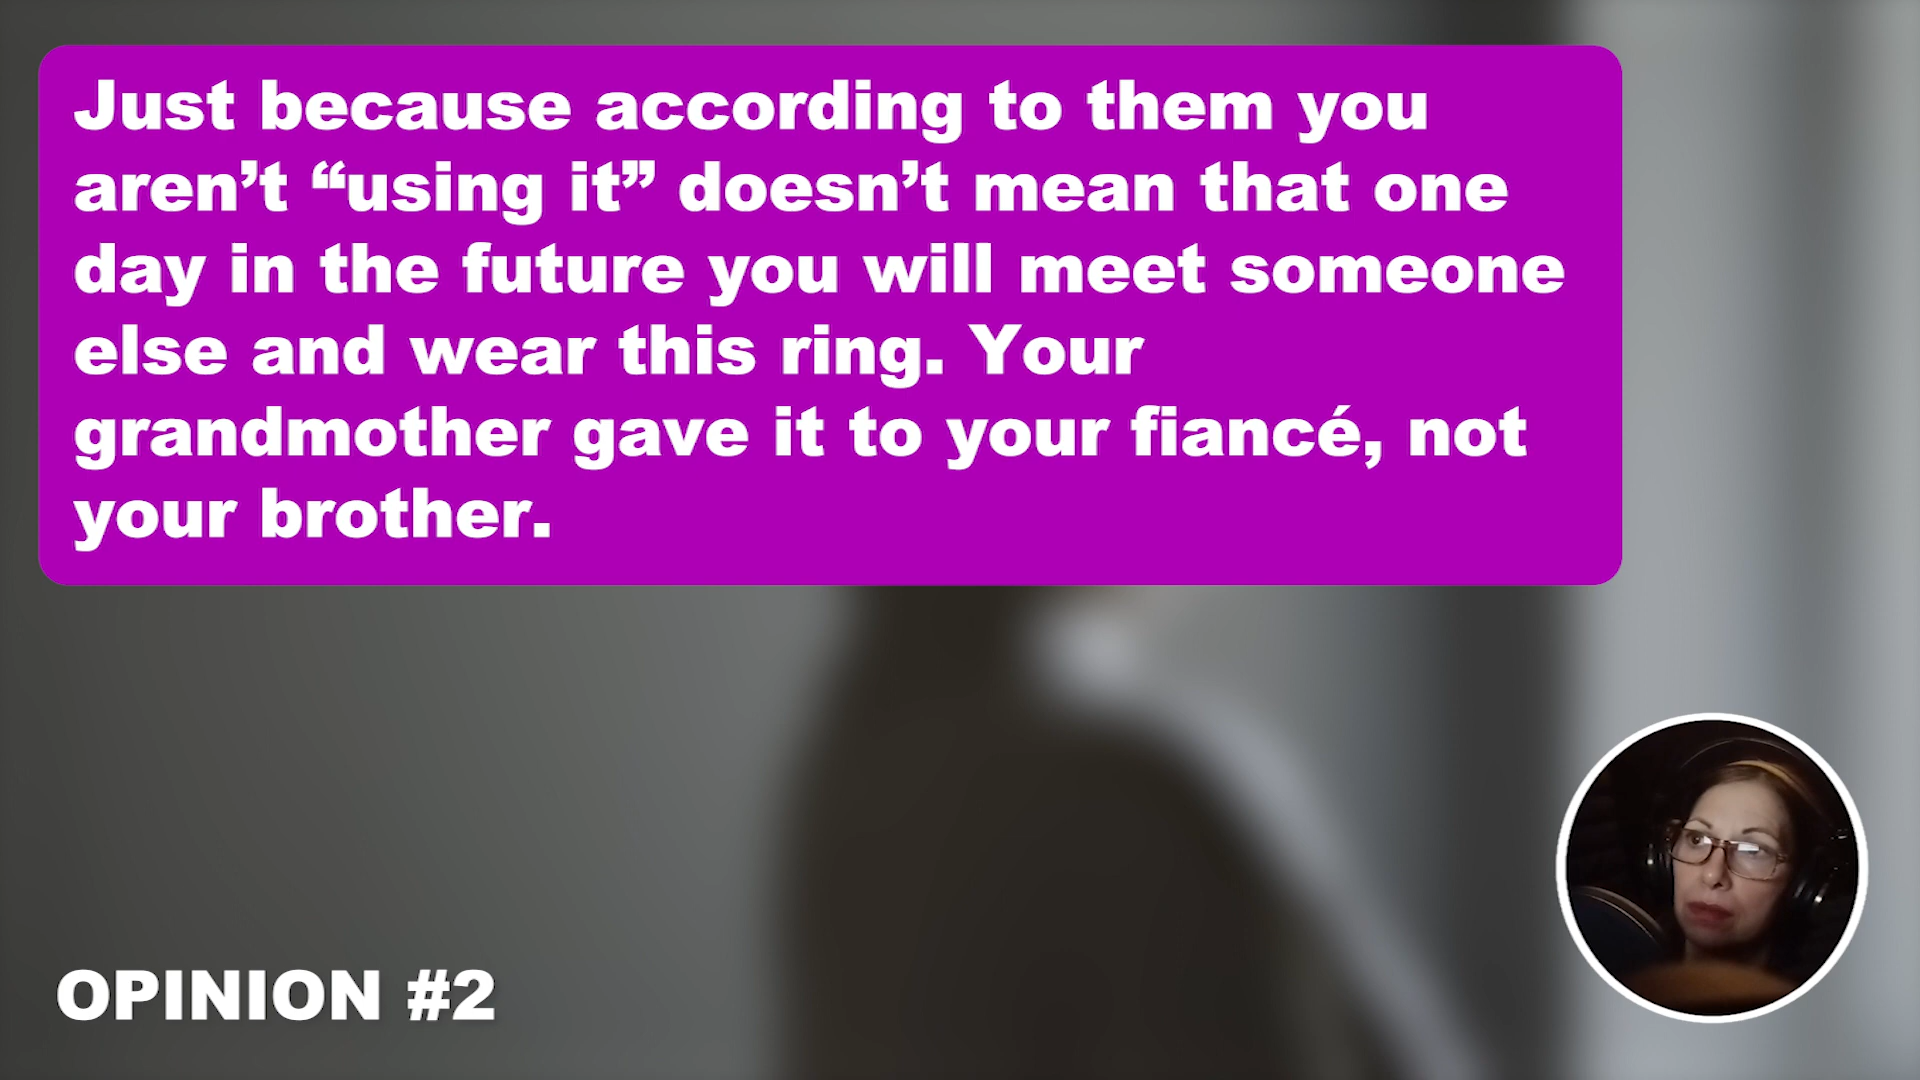 Just because according to them you
aren’t “using it” doesn’t mean that one
day in the future you will meet someone
else and wear this ring. Your
grandmother gave it to your fiancé, not
your brother.
OPINION #2